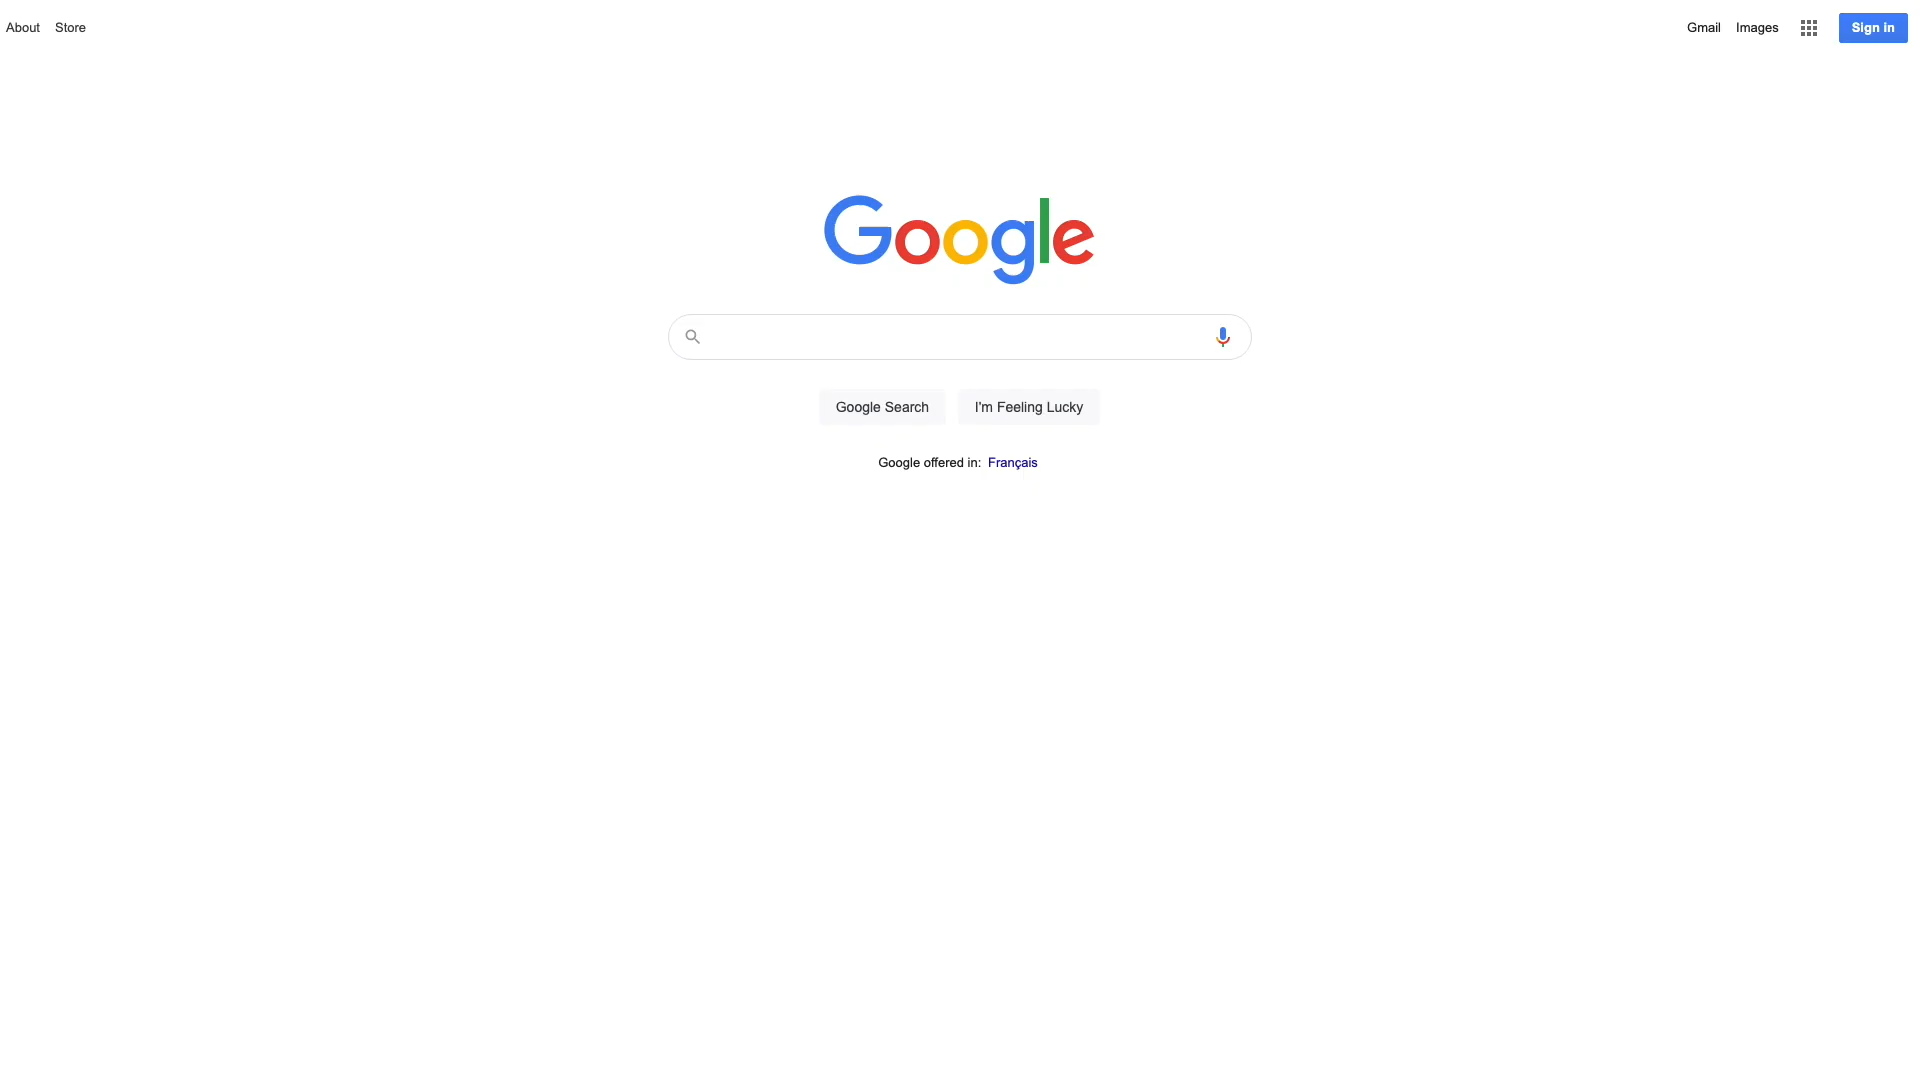 About Store
Gmail Images Sign in
Google
Google Search I'm Feeling Lucky
Google offered in: Français